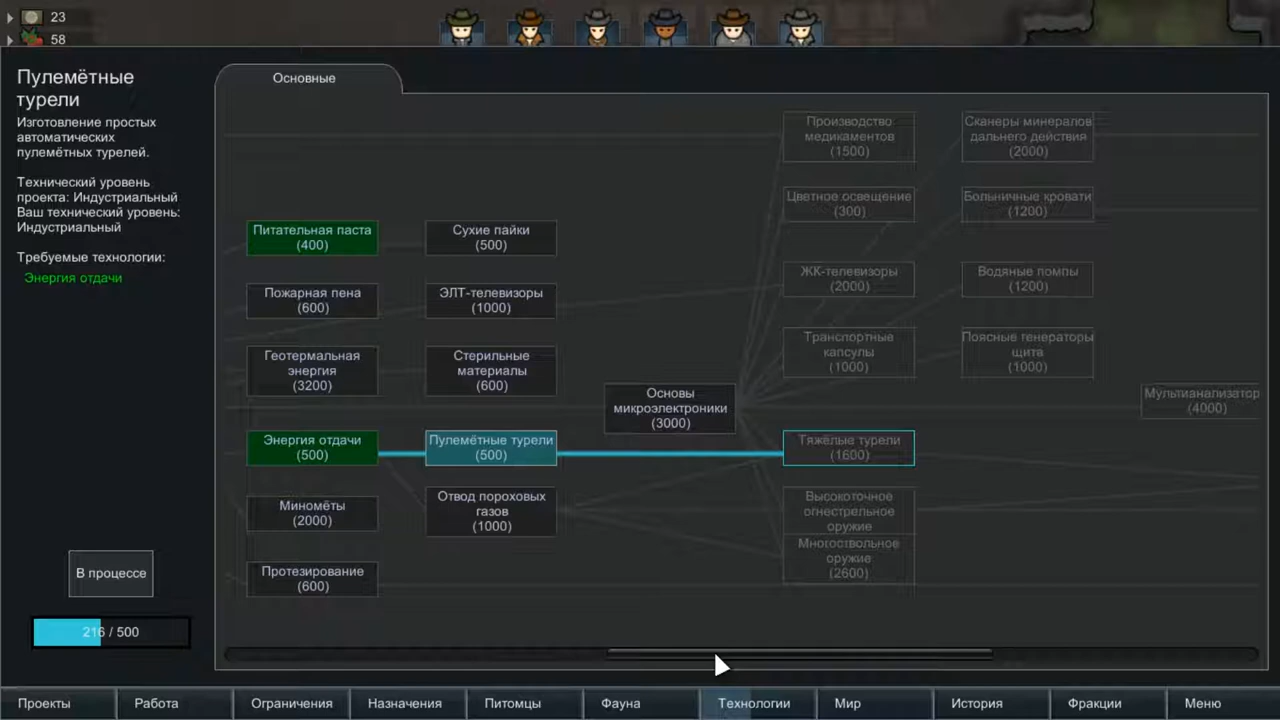 23
58
Пулемётные
турели
Изготовление простых
автоматических
пулемётных турелей.
Технический уровень
проекта: Индустриальный
Ваш технический уровень:
Индустриальный
Требуемые технологии:
Энергия отдачи
В процессе
216 / 500
Основные
Питательная паста
(400)
Сухие пайки
(500)
Пожарная пена
(600)
ЭЛТ-телевизоры
(1000)
Геотермальная
энергия
(3200)
Стерильные
материалы
(600)
Энергия отдачи
(500)
Пулемётные турели
(500)
Миномёты
(2000)
Отвод пороховых
газов
(1000)
Протезирование
(600)
Основы
микроэлектроники
(3000)
Производство
медикаментов
(1500)
Сканеры минералов
дальнего действия
(2000)
Цветное освещение
(300)
Больничные кровати
(1200)
ЖК-телевизоры
(2000)
Водяные помпы
(1200)
Транспортные
капсулы
(1000)
Поясные генераторы
щита
(1000)
Мультианализатор
(4000)
Тяжёлые турели
(1600)
Высокоточное
огнестрельное
оружие
Многоствольное
оружие
(2600)
Проекты
Работа
Ограничения
Назначения
Питомцы
Фауна
Технологии
Мир
История
Фракции
Меню